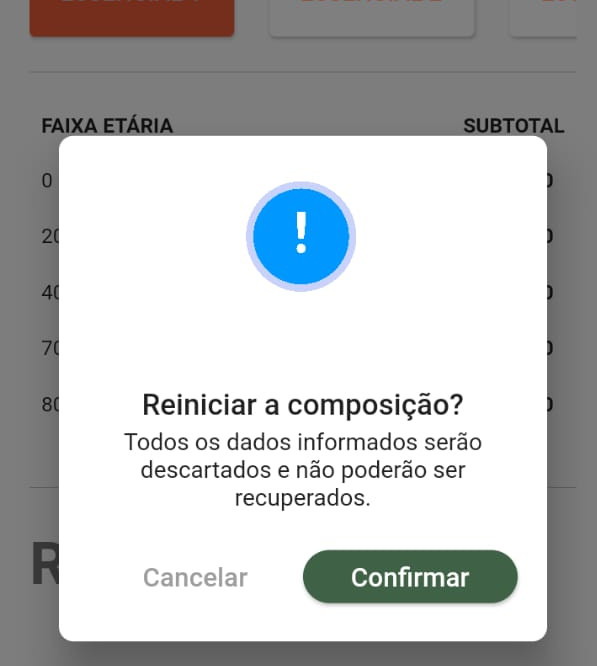 FAIXA ETÁRIA SUBTOTAL
0
20
40
70
80
!
Reiniciar a composição?
Todos os dados informados serão
descartados e não poderão ser
recuperados.
Cancelar Confirmar